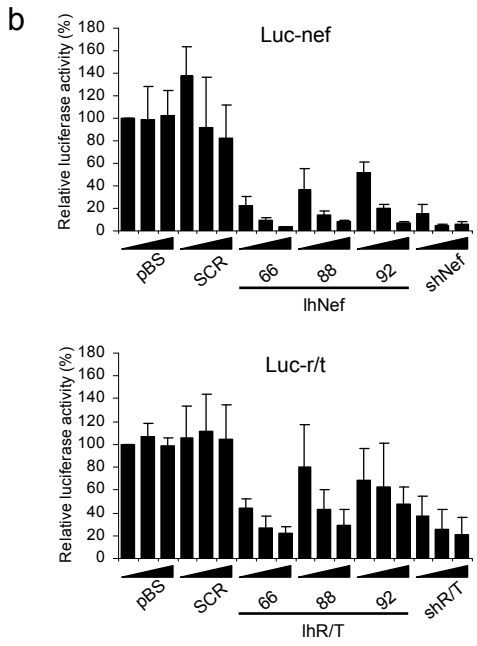 b
Luc-nef
Relative luciferase activity (%)
180
160
140
120
100
80
60
40
20
0
pBS SCR 66 88 92 shNef
lhNef
Luc-r/t
Relative luciferase activity (%)
180
160
140
120
100
80
60
40
20
0
pBS SCR 66 88 92 shR/T
lhR/T